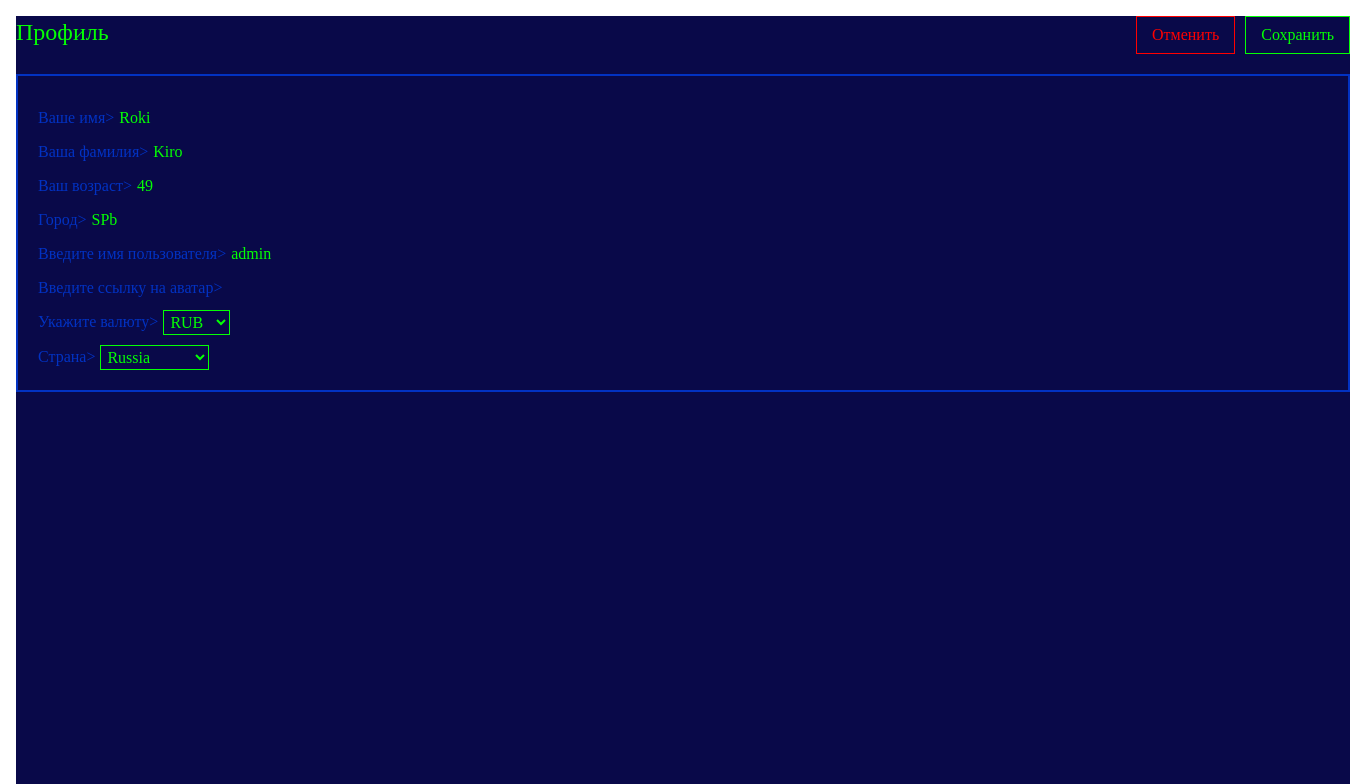 Профиль
Отменить
Сохранить
Ваше имя> Roki
Ваша фамилия> Kiro
Ваш возраст> 49
Город> SPb
Введите имя пользователя> admin
Введите ссылку на аватар>
Укажите валюту> RUB
Страна> Russia